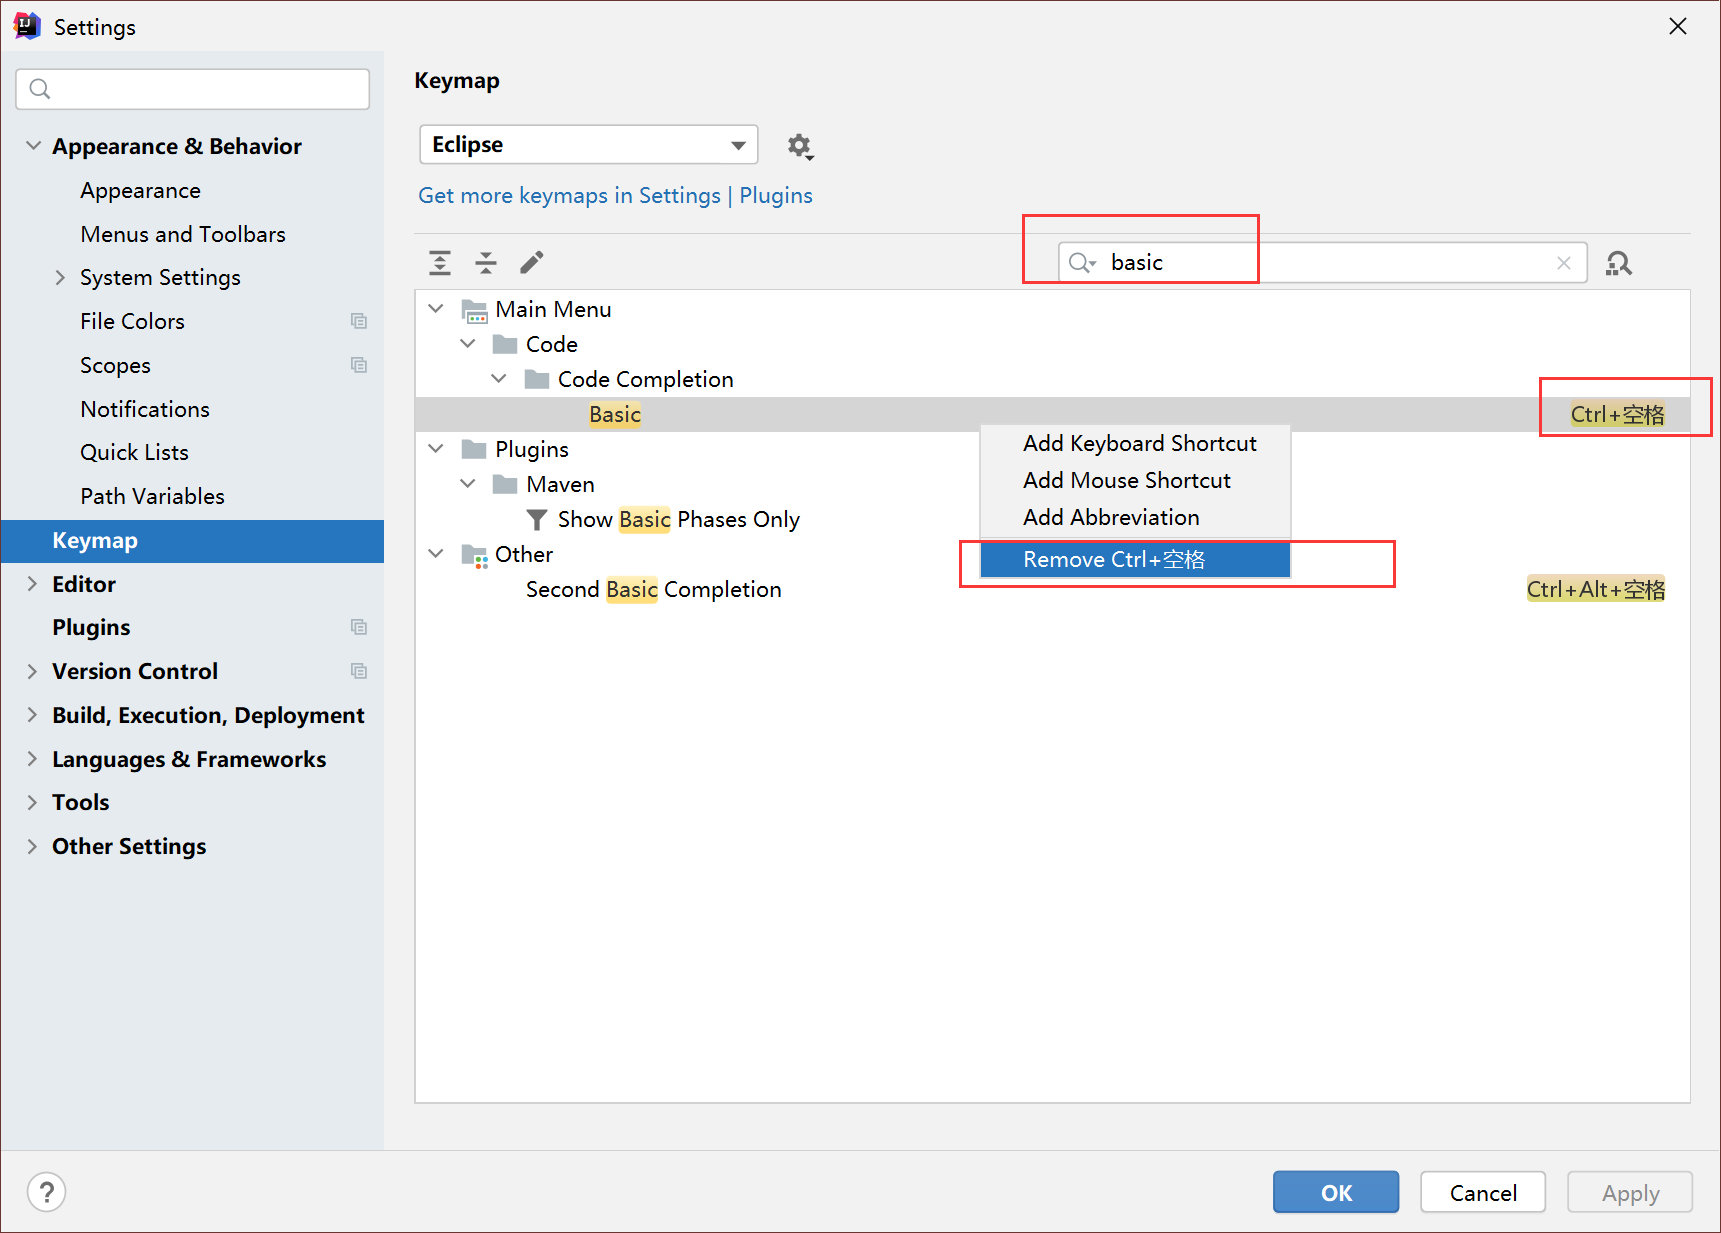 Settings
Appearance & Behavior
Appearance
Menus and Toolbars
System Settings
File Colors
Scopes
Notifications
Quick Lists
Path Variables
Keymap
Editor
Plugins
Version Control
Build, Execution, Deployment
Languages & Frameworks
Tools
Other Settings
Keymap
Eclipse
Get more keymaps in Settings | Plugins
basic
Main Menu
Code
Code Completion
Basic Ctrl+空格
Plugins
Maven
Show Basic Phases Only
Other
Second Basic Completion Ctrl+Alt+空格
Add Keyboard Shortcut
Add Mouse Shortcut
Add Abbreviation
Remove Ctrl+空格
?
OK Cancel Apply